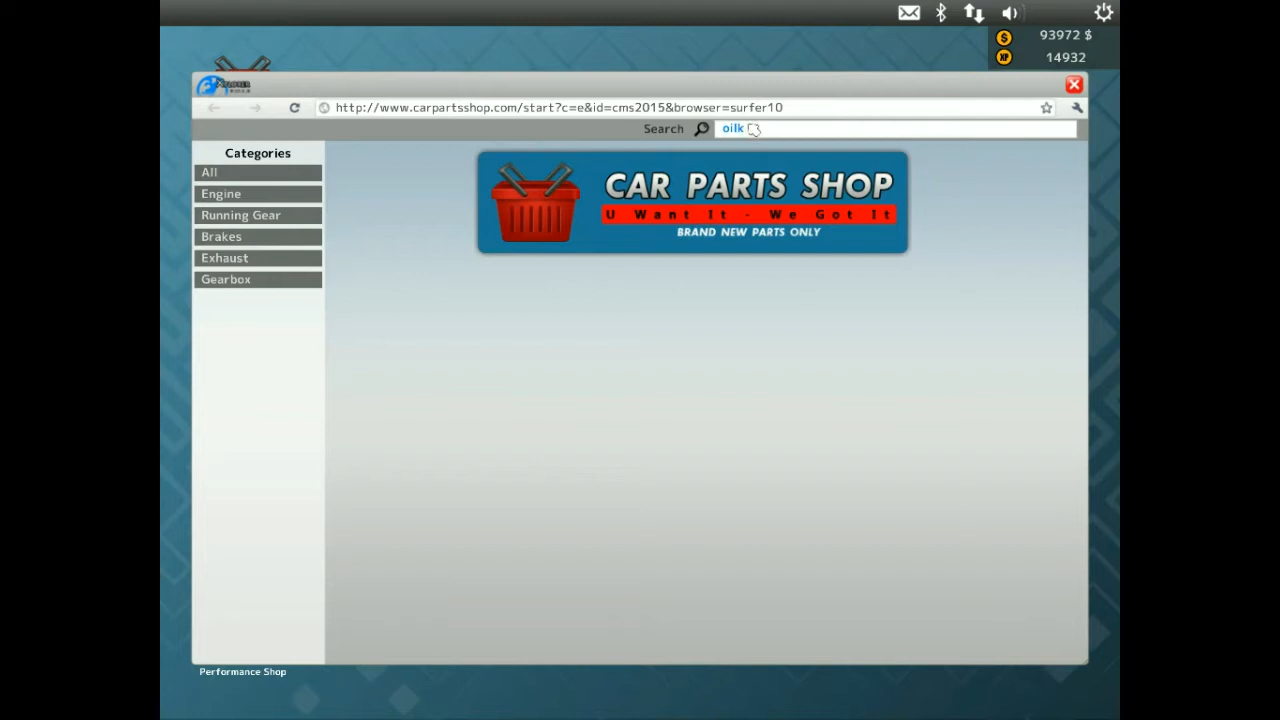 93972 $
XP
14932
http://www.carpartsshop.com/start?c=e&id=cms2015&browser=surfer10
Search
oilk
Categories
All
Engine
Running Gear
Brakes
Exhaust
Gearbox
CAR PARTS SHOP
U Want It - We Got It
BRAND NEW PARTS ONLY
Performance Shop